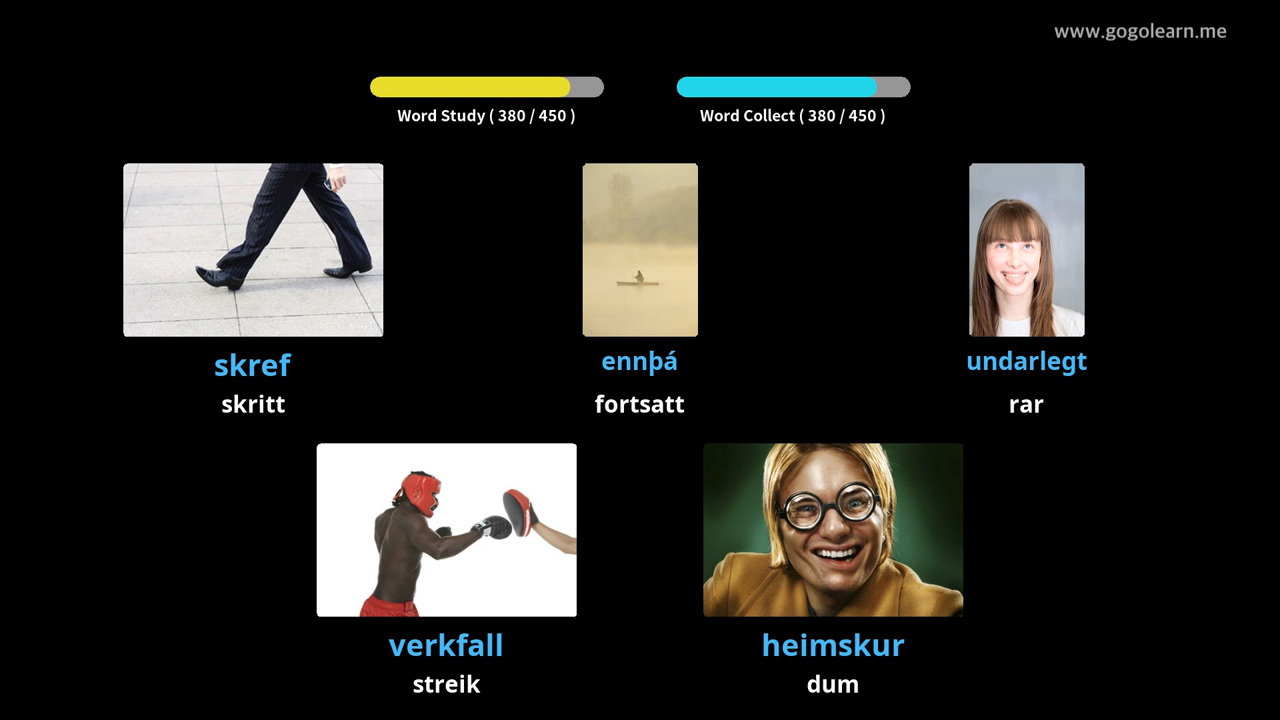 www.gogolearn.me
Word Study ( 380 / 450 )
Word Collect ( 380 / 450 )
skref
skritt
ennþá
fortsatt
undarlegt
rar
verkfall
streik
heimskur
dum